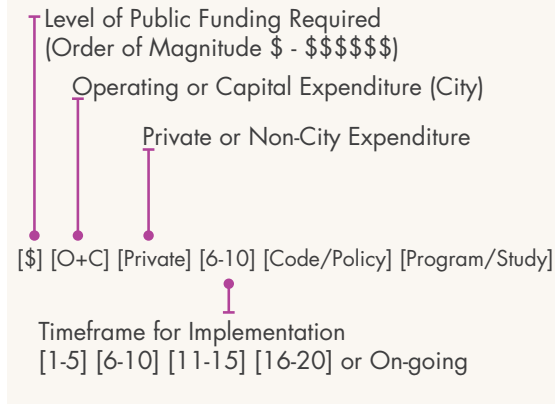 Level of Public Funding Required
(Order of Magnitude $ - $$$$$$)
Operating or Capital Expenditure (City)
Private or Non-City Expenditure
[$] [O+C] [Private] [6-10] [Code/Policy] [Program/Study]
Timeframe for Implementation
[1-5] [6-10] [11-15] [16-20] or On-going